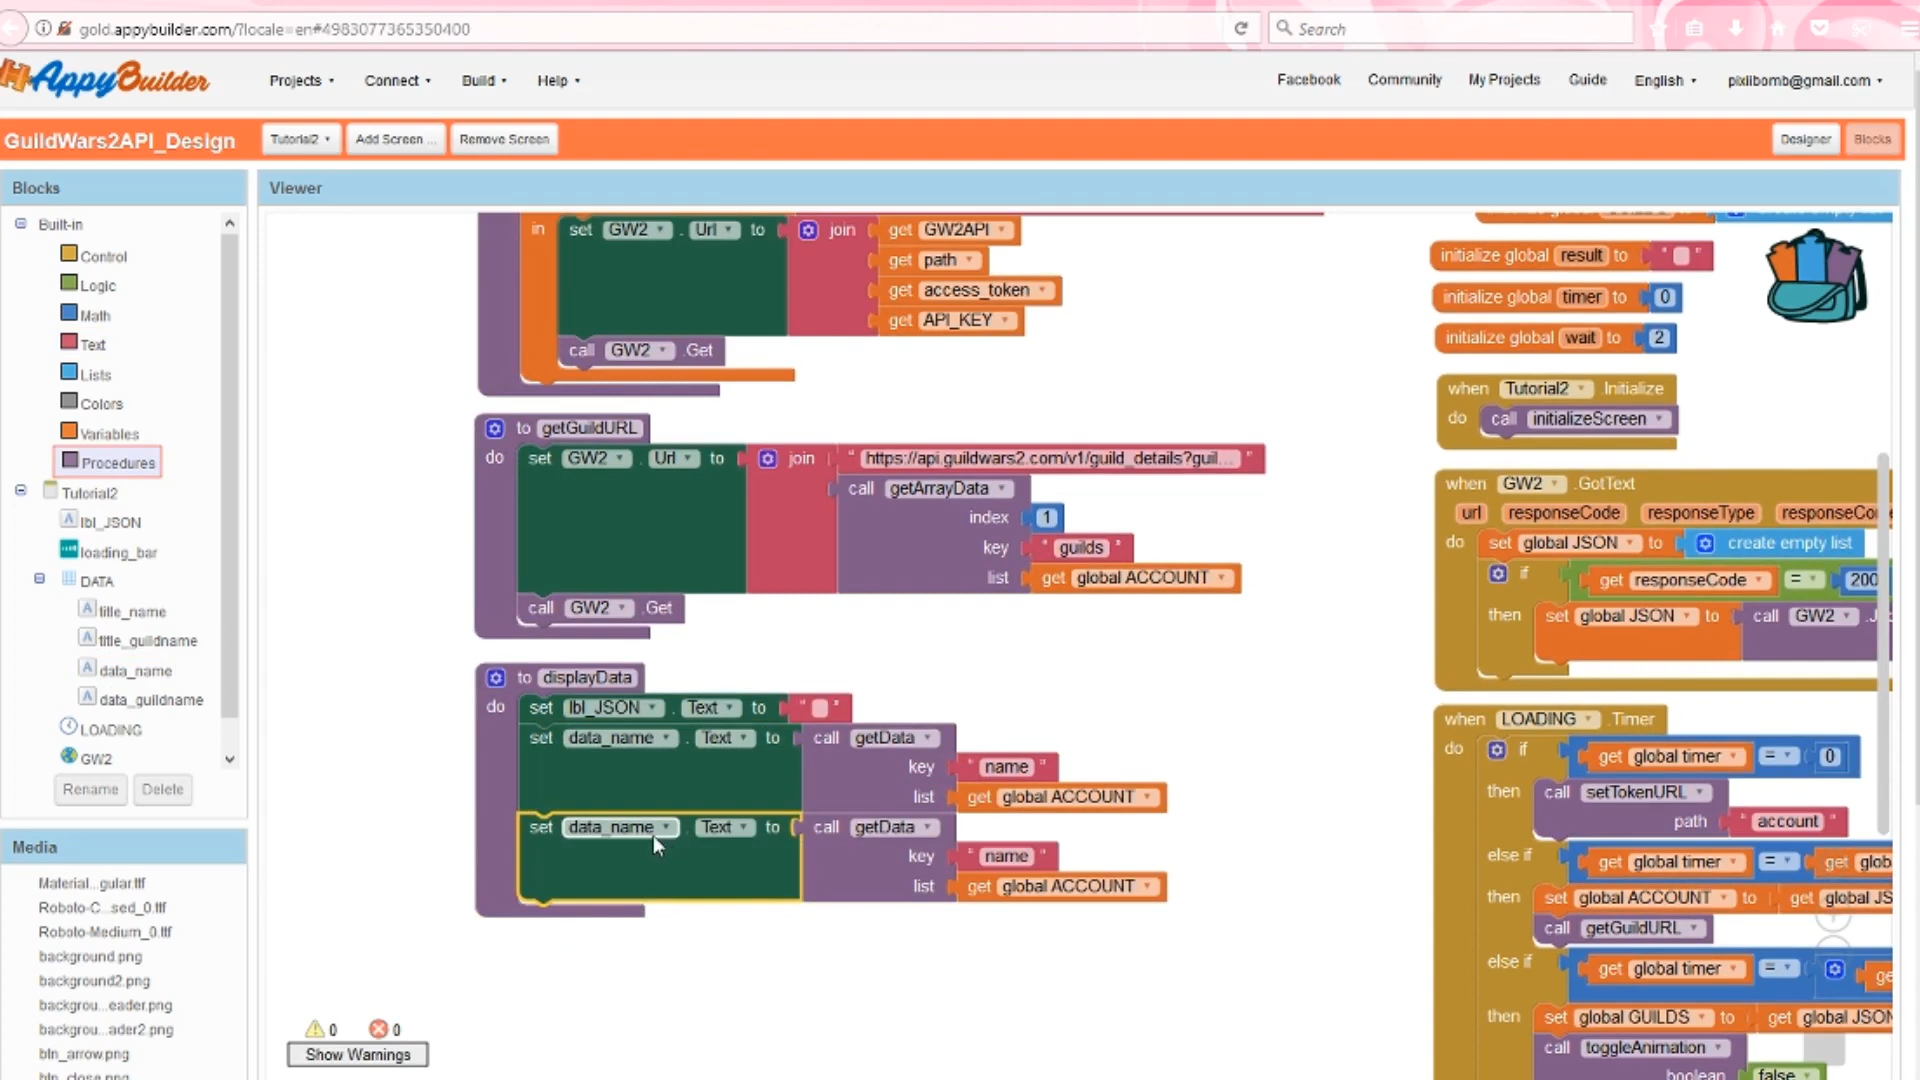 gold.appybuilder.com/?locale=en#4983077365350400
Search
AppyBuilder
Projects
Connect
Build
Help
Facebook
Community
My Projects
Guide
English
pixiibomb@gmail.com
GuildWars2API_Design
Tutorial2
Add Screen ...
Remove Screen
Designer
Blocks
Blocks
Built-in
Control
Logic
Math
Text
Lists
Colors
Variables
Procedures
Tutorial2
lbl_JSON
loading_bar
DATA
title_name
title_guildname
data_name
data_guildname
LOADING
GW2
Rename
Delete
Media
Material...gular.ttf
Roboto-C...sed_0.ttf
Roboto-Medium_0.ttf
background.png
background2.png
backgrou...eader.png
backgrou...ader2.png
btn_arrow.png
btn_close.png
Viewer
in set GW2 . Url to join get GW2API
get path
get access_token
get API_KEY
call GW2 .Get
to getGuildURL
do set GW2 . Url to join " https://api.guildwars2.com/v1/guild_details?guil... "
call getArrayData
index 1
key " guilds "
list get global ACCOUNT
call GW2 .Get
to displayData
do set lbl_JSON . Text to " "
set data_name . Text to call getData
key " name "
list get global ACCOUNT
set data_name . Text to call getData
key " name "
list get global ACCOUNT
0 0
Show Warnings
initialize global result to " "
initialize global timer to 0
initialize global wait to 2
when Tutorial2 .Initialize
do call initializeScreen
when GW2 .GotText
url responseCode responseType responseCo
do set global JSON to create empty list
if get responseCode = 200
then set global JSON to call GW2 .J
when LOADING .Timer
do if get global timer = 0
then call setTokenURL
path " account "
else if get global timer = get glob
then set global ACCOUNT to get global JS
call getGuildURL
else if get global timer = ge
then set global GUILDS to get global JSON
call toggleAnimation
boolean false